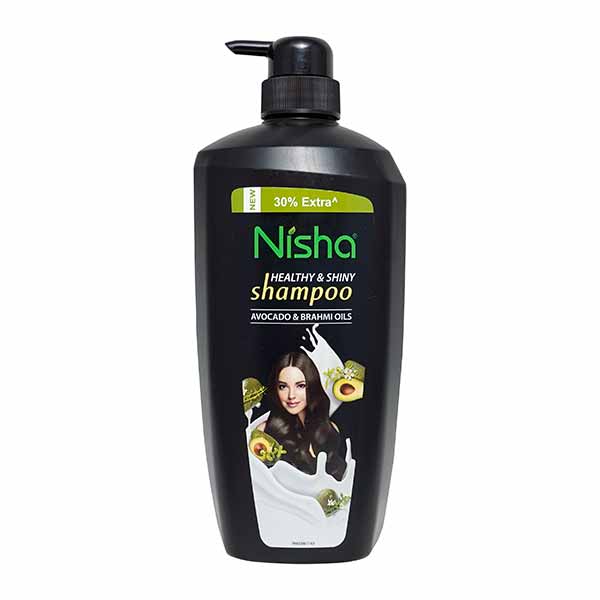 NEW
30% Extra^
Nisha®
HEALTHY & SHINY
shampoo
AVOCADO & BRAHMI OILS